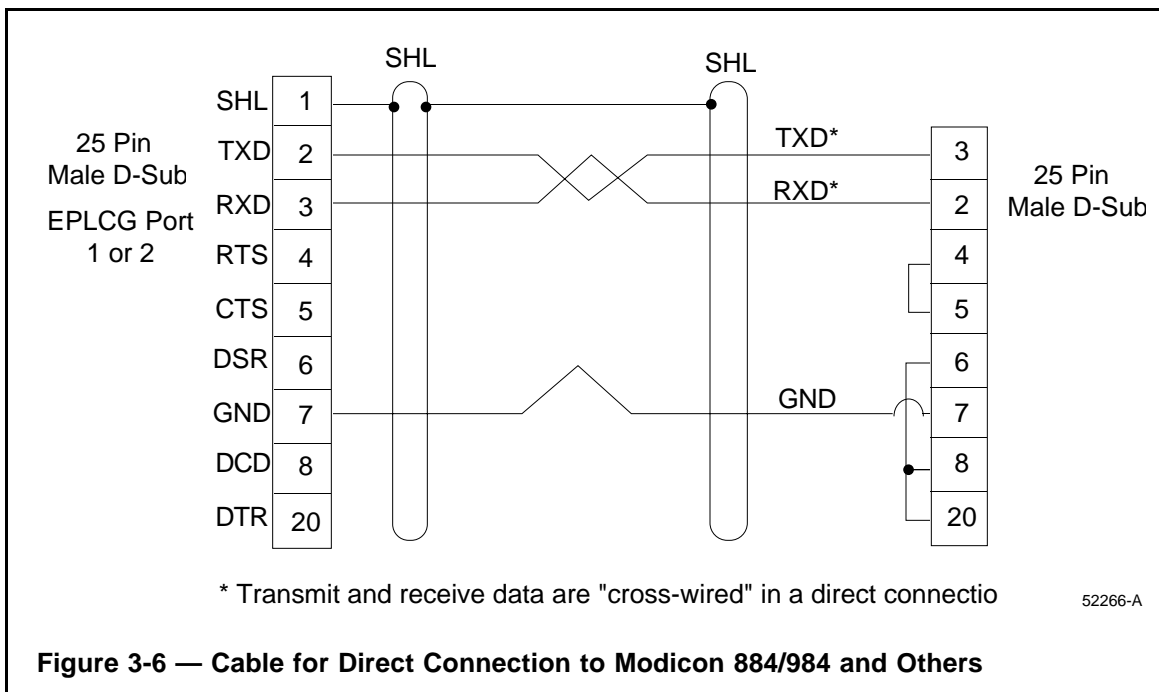 SHL SHL
SHL 1
25 Pin
Male D-Sub
EPLCG Port
1 or 2
TXD 2
RXD 3
RTS 4
CTS 5
DSR 6
GND 7
DCD 8
DTR 20
TXD* 3
RXD* 2
4
5
6
GND 7
8
20
25 Pin
Male D-Sub
* Transmit and receive data are "cross-wired" in a direct connectio
52266-A
Figure 3-6 — Cable for Direct Connection to Modicon 884/984 and Others